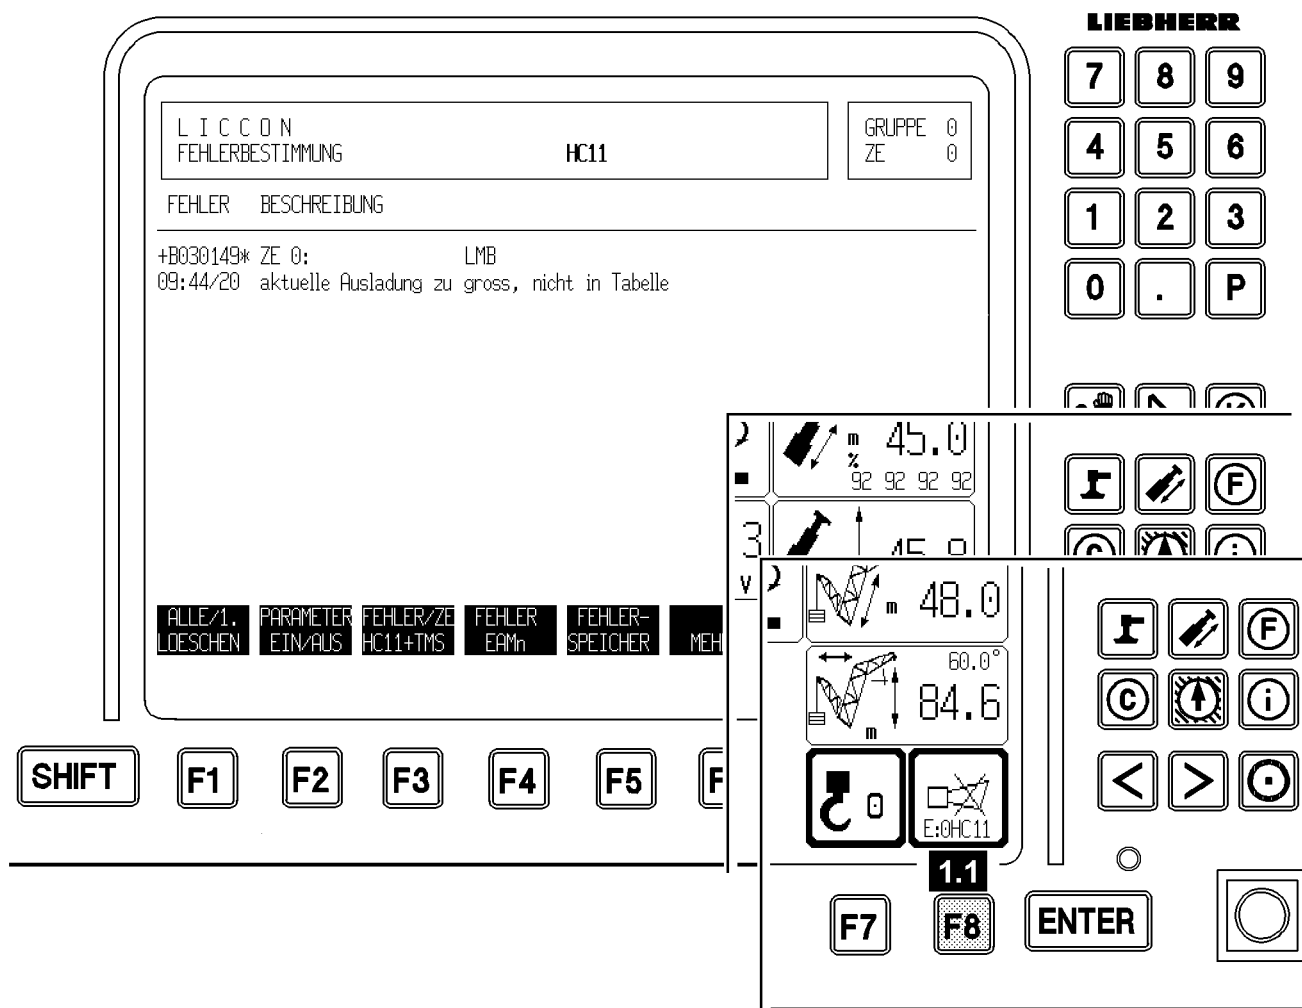 LIEBHERR
7 8 9
4 5 6
1 2 3
0 . P
L I C C O N
FEHLERBESTIMMUNG HC11
GRUPPE 0
ZE 0
FEHLER BESCHREIBUNG
+B030149* ZE 0: LMB
09:44/20 aktuelle Ausladung zu gross, nicht in Tabelle
m 45.0
%
92 92 92 92
F
3
V
m 48.0
60.0°
84.6
m
F
C i
< >
0
E:0HC11
1.1
ALLE/1. PARAMETER FEHLER/ZE FEHLER FEHLER-
LOESCHEN EIN/AUS HC11+TMS EAMn SPEICHER MEH
SHIFT F1 F2 F3 F4 F5 F
F7 F8 ENTER